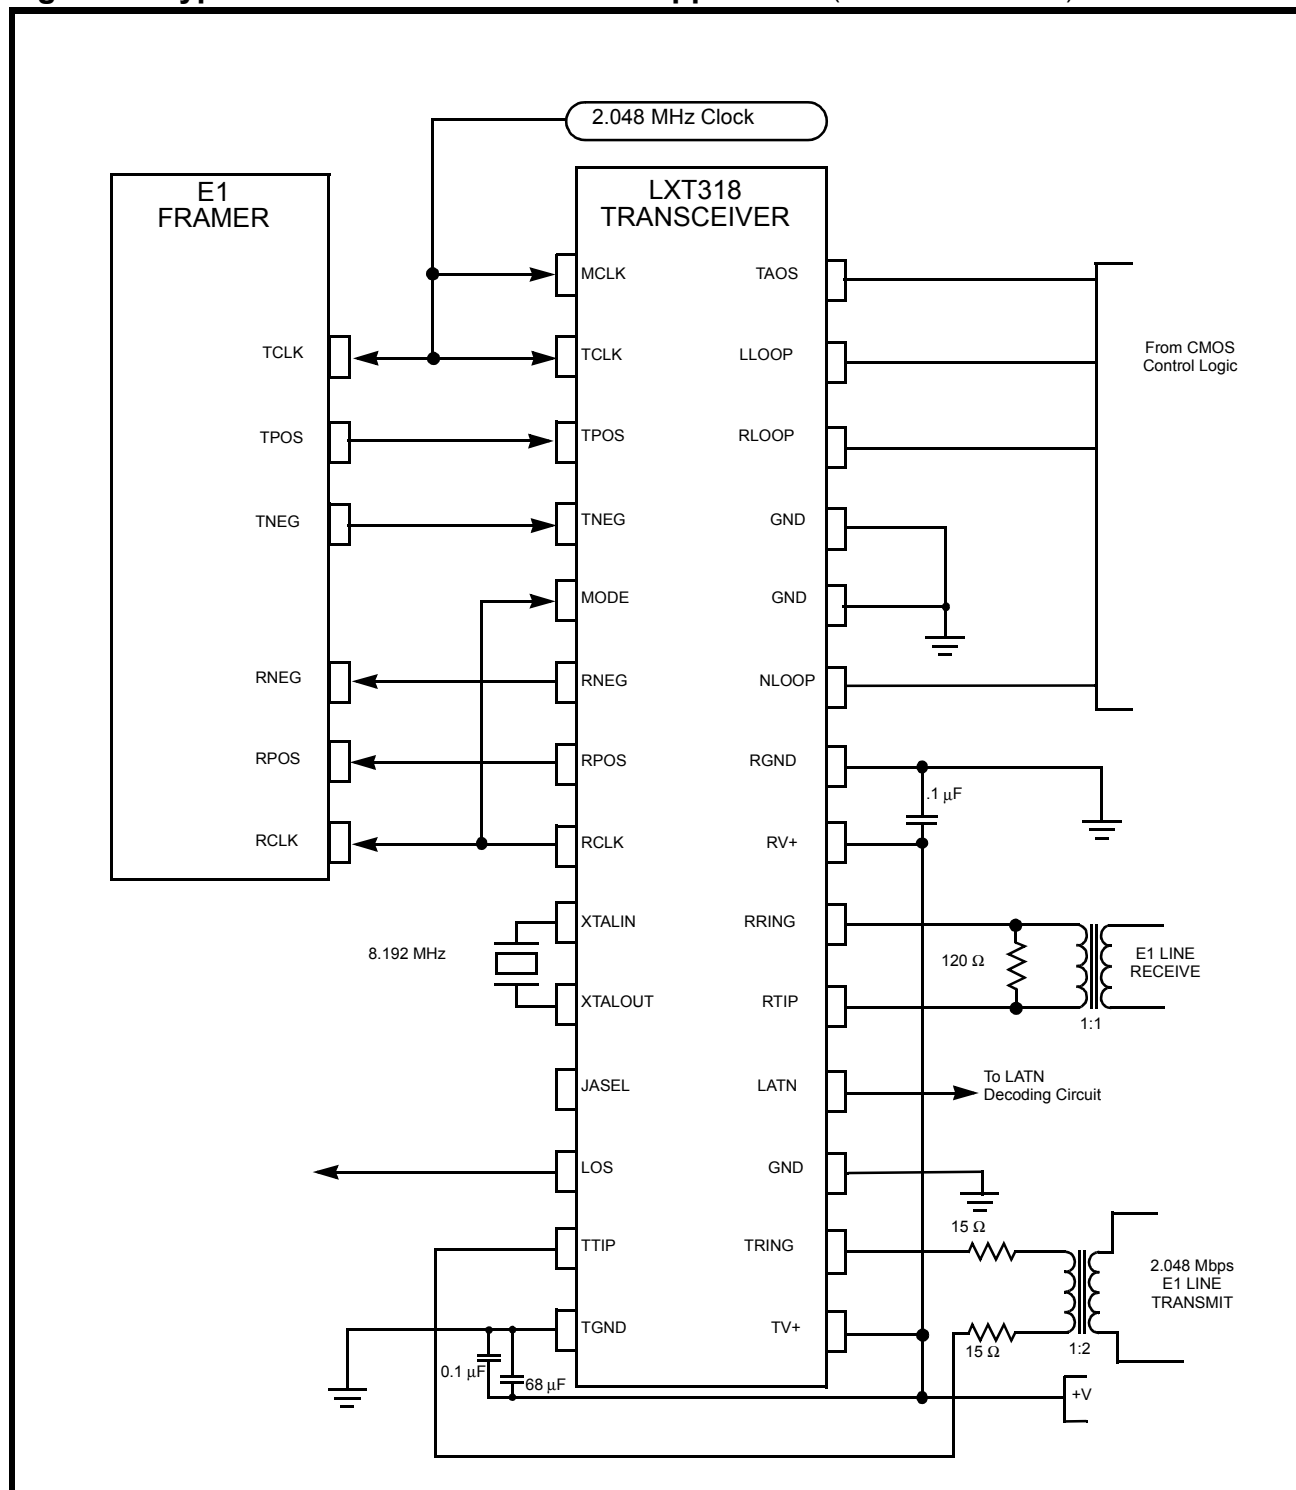 2.048 MHz Clock
E1
FRAMER
LXT318
TRANSCEIVER
MCLK
TAOS
TCLK
TCLK
LLOOP
From CMOS
Control Logic
TPOS
TPOS
RLOOP
TNEG
TNEG
GND
MODE
GND
RNEG
RNEG
NLOOP
RPOS
RPOS
RGND
.1 μF
RCLK
RCLK
RV+
XTALIN
RRING
8.192 MHz
120 Ω
E1 LINE
RECEIVE
XTALOUT
RTIP
1:1
JASEL
LATN
To LATN
Decoding Circuit
LOS
GND
15 Ω
TTIP
TRING
2.048 Mbps
E1 LINE
TRANSMIT
TGND
TV+
15 Ω
1:2
0.1 μF
68 μF
+V